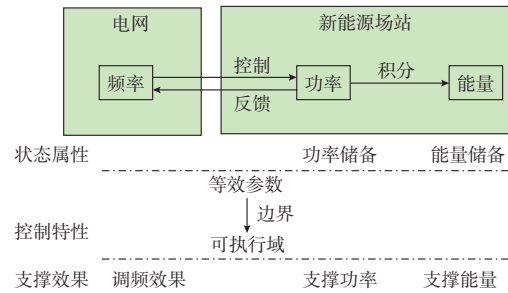 电网
新能源场站
频率
控制
反馈
功率
积分
能量
状态属性
功率储备
能量储备
等效参数
边界
控制特性
可执行域
支撑效果
调频效果
支撑功率
支撑能量